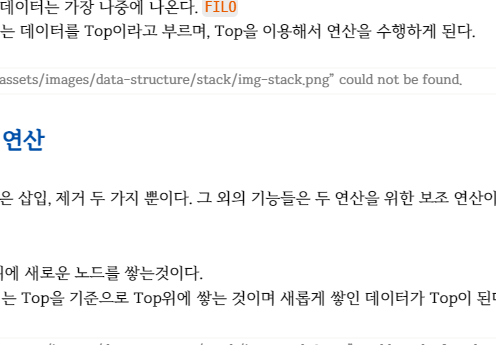 데이터는 가장 나중에 나온다. FILO
는 데이터를 Top이라고 부르며, Top을 이용해서 연산을 수행하게 된다.
assets/images/data-structure/stack/img-stack.png” could not be found.
연산
은 삽입, 제거 두 가지 뿐이다. 그 외의 기능들은 두 연산을 위한 보조 연산이
위에 새로운 노드를 쌓는것이다.
는 Top을 기준으로 Top위에 쌓는 것이며 새롭게 쌓인 데이터가 Top이 된다